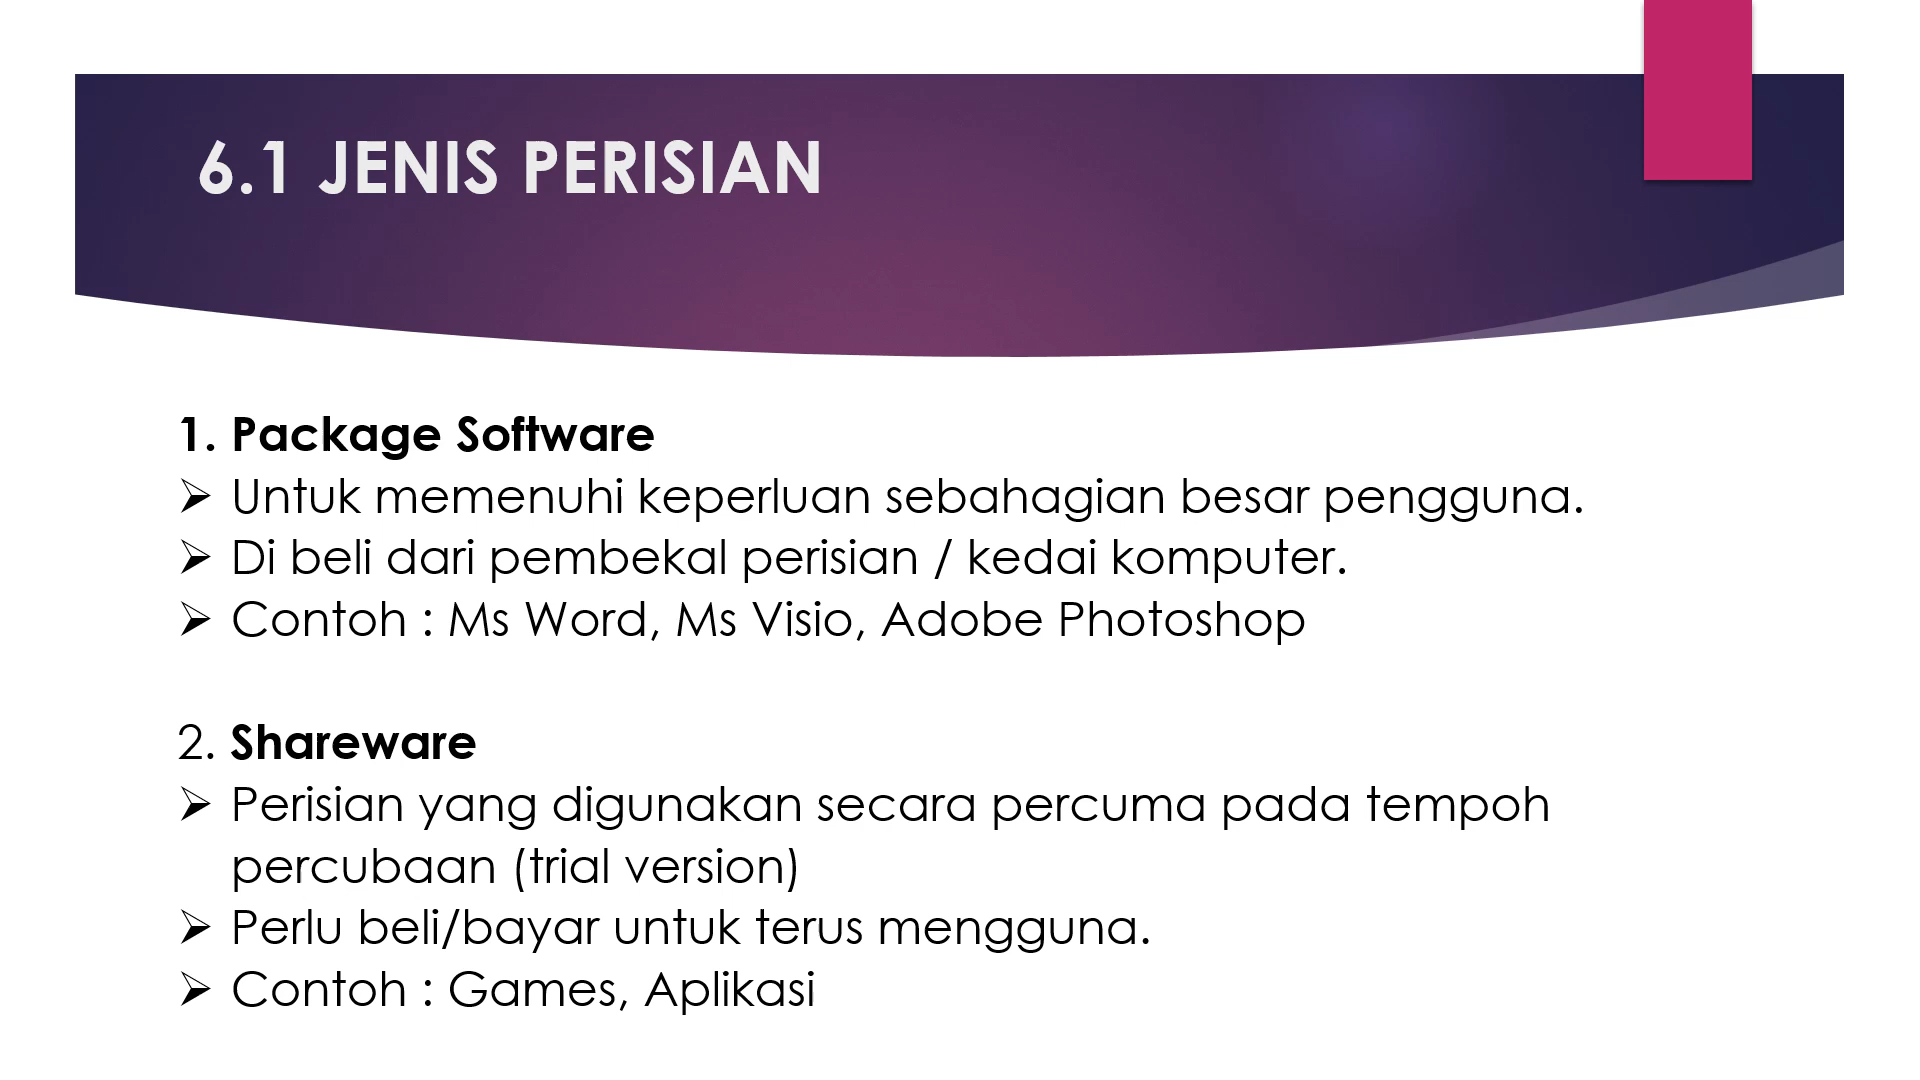 6.1 JENIS PERISIAN
1. Package Software
➢ Untuk memenuhi keperluan sebahagian besar pengguna.
➢ Di beli dari pembekal perisian / kedai komputer.
➢ Contoh : Ms Word, Ms Visio, Adobe Photoshop
2. Shareware
➢ Perisian yang digunakan secara percuma pada tempoh
percubaan (trial version)
➢ Perlu beli/bayar untuk terus mengguna.
➢ Contoh : Games, Aplikasi